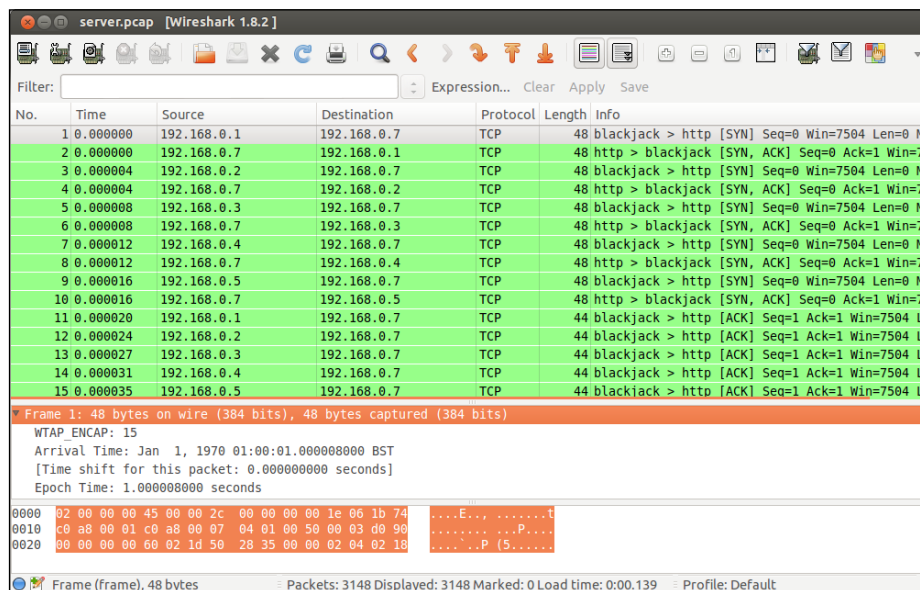 server.pcap [Wireshark 1.8.2 ]
Filter: Expression... Clear Apply Save
No. Time Source Destination Protocol Length Info
1 0.000000 192.168.0.1 192.168.0.7 TCP 48 blackjack > http [SYN] Seq=0 Win=7504 Len=0 M
2 0.000000 192.168.0.7 192.168.0.1 TCP 48 http > blackjack [SYN, ACK] Seq=0 Ack=1 Win=7
3 0.000004 192.168.0.2 192.168.0.7 TCP 48 blackjack > http [SYN] Seq=0 Win=7504 Len=0 M
4 0.000004 192.168.0.7 192.168.0.2 TCP 48 http > blackjack [SYN, ACK] Seq=0 Ack=1 Win=7
5 0.000008 192.168.0.3 192.168.0.7 TCP 48 blackjack > http [SYN] Seq=0 Win=7504 Len=0 M
6 0.000008 192.168.0.7 192.168.0.3 TCP 48 http > blackjack [SYN, ACK] Seq=0 Ack=1 Win=7
7 0.000012 192.168.0.4 192.168.0.7 TCP 48 blackjack > http [SYN] Seq=0 Win=7504 Len=0 M
8 0.000012 192.168.0.7 192.168.0.4 TCP 48 http > blackjack [SYN, ACK] Seq=0 Ack=1 Win=7
9 0.000016 192.168.0.5 192.168.0.7 TCP 48 blackjack > http [SYN] Seq=0 Win=7504 Len=0 M
10 0.000016 192.168.0.7 192.168.0.5 TCP 48 http > blackjack [SYN, ACK] Seq=0 Ack=1 Win=7
11 0.000020 192.168.0.1 192.168.0.7 TCP 44 blackjack > http [ACK] Seq=1 Ack=1 Win=7504 L
12 0.000024 192.168.0.2 192.168.0.7 TCP 44 blackjack > http [ACK] Seq=1 Ack=1 Win=7504 L
13 0.000027 192.168.0.3 192.168.0.7 TCP 44 blackjack > http [ACK] Seq=1 Ack=1 Win=7504 L
14 0.000031 192.168.0.4 192.168.0.7 TCP 44 blackjack > http [ACK] Seq=1 Ack=1 Win=7504 L
15 0.000035 192.168.0.5 192.168.0.7 TCP 44 blackjack > http [ACK] Seq=1 Ack=1 Win=7504 L
Frame 1: 48 bytes on wire (384 bits), 48 bytes captured (384 bits)
WTAP_ENCAP: 15
Arrival Time: Jan 1, 1970 01:00:01.000008000 BST
[Time shift for this packet: 0.000000000 seconds]
Epoch Time: 1.000008000 seconds
0000 02 00 00 00 45 00 00 2c 00 00 00 00 1e 06 1b 74 ....E.., .......t
0010 c0 a8 00 01 c0 a8 00 07 04 01 00 50 00 03 d0 90 ........ ...P....
0020 00 00 00 00 60 02 1d 50 28 35 00 00 02 04 02 18 ....`..P (5......
Frame (frame), 48 bytes Packets: 3148 Displayed: 3148 Marked: 0 Load time: 0:00.139 Profile: Default